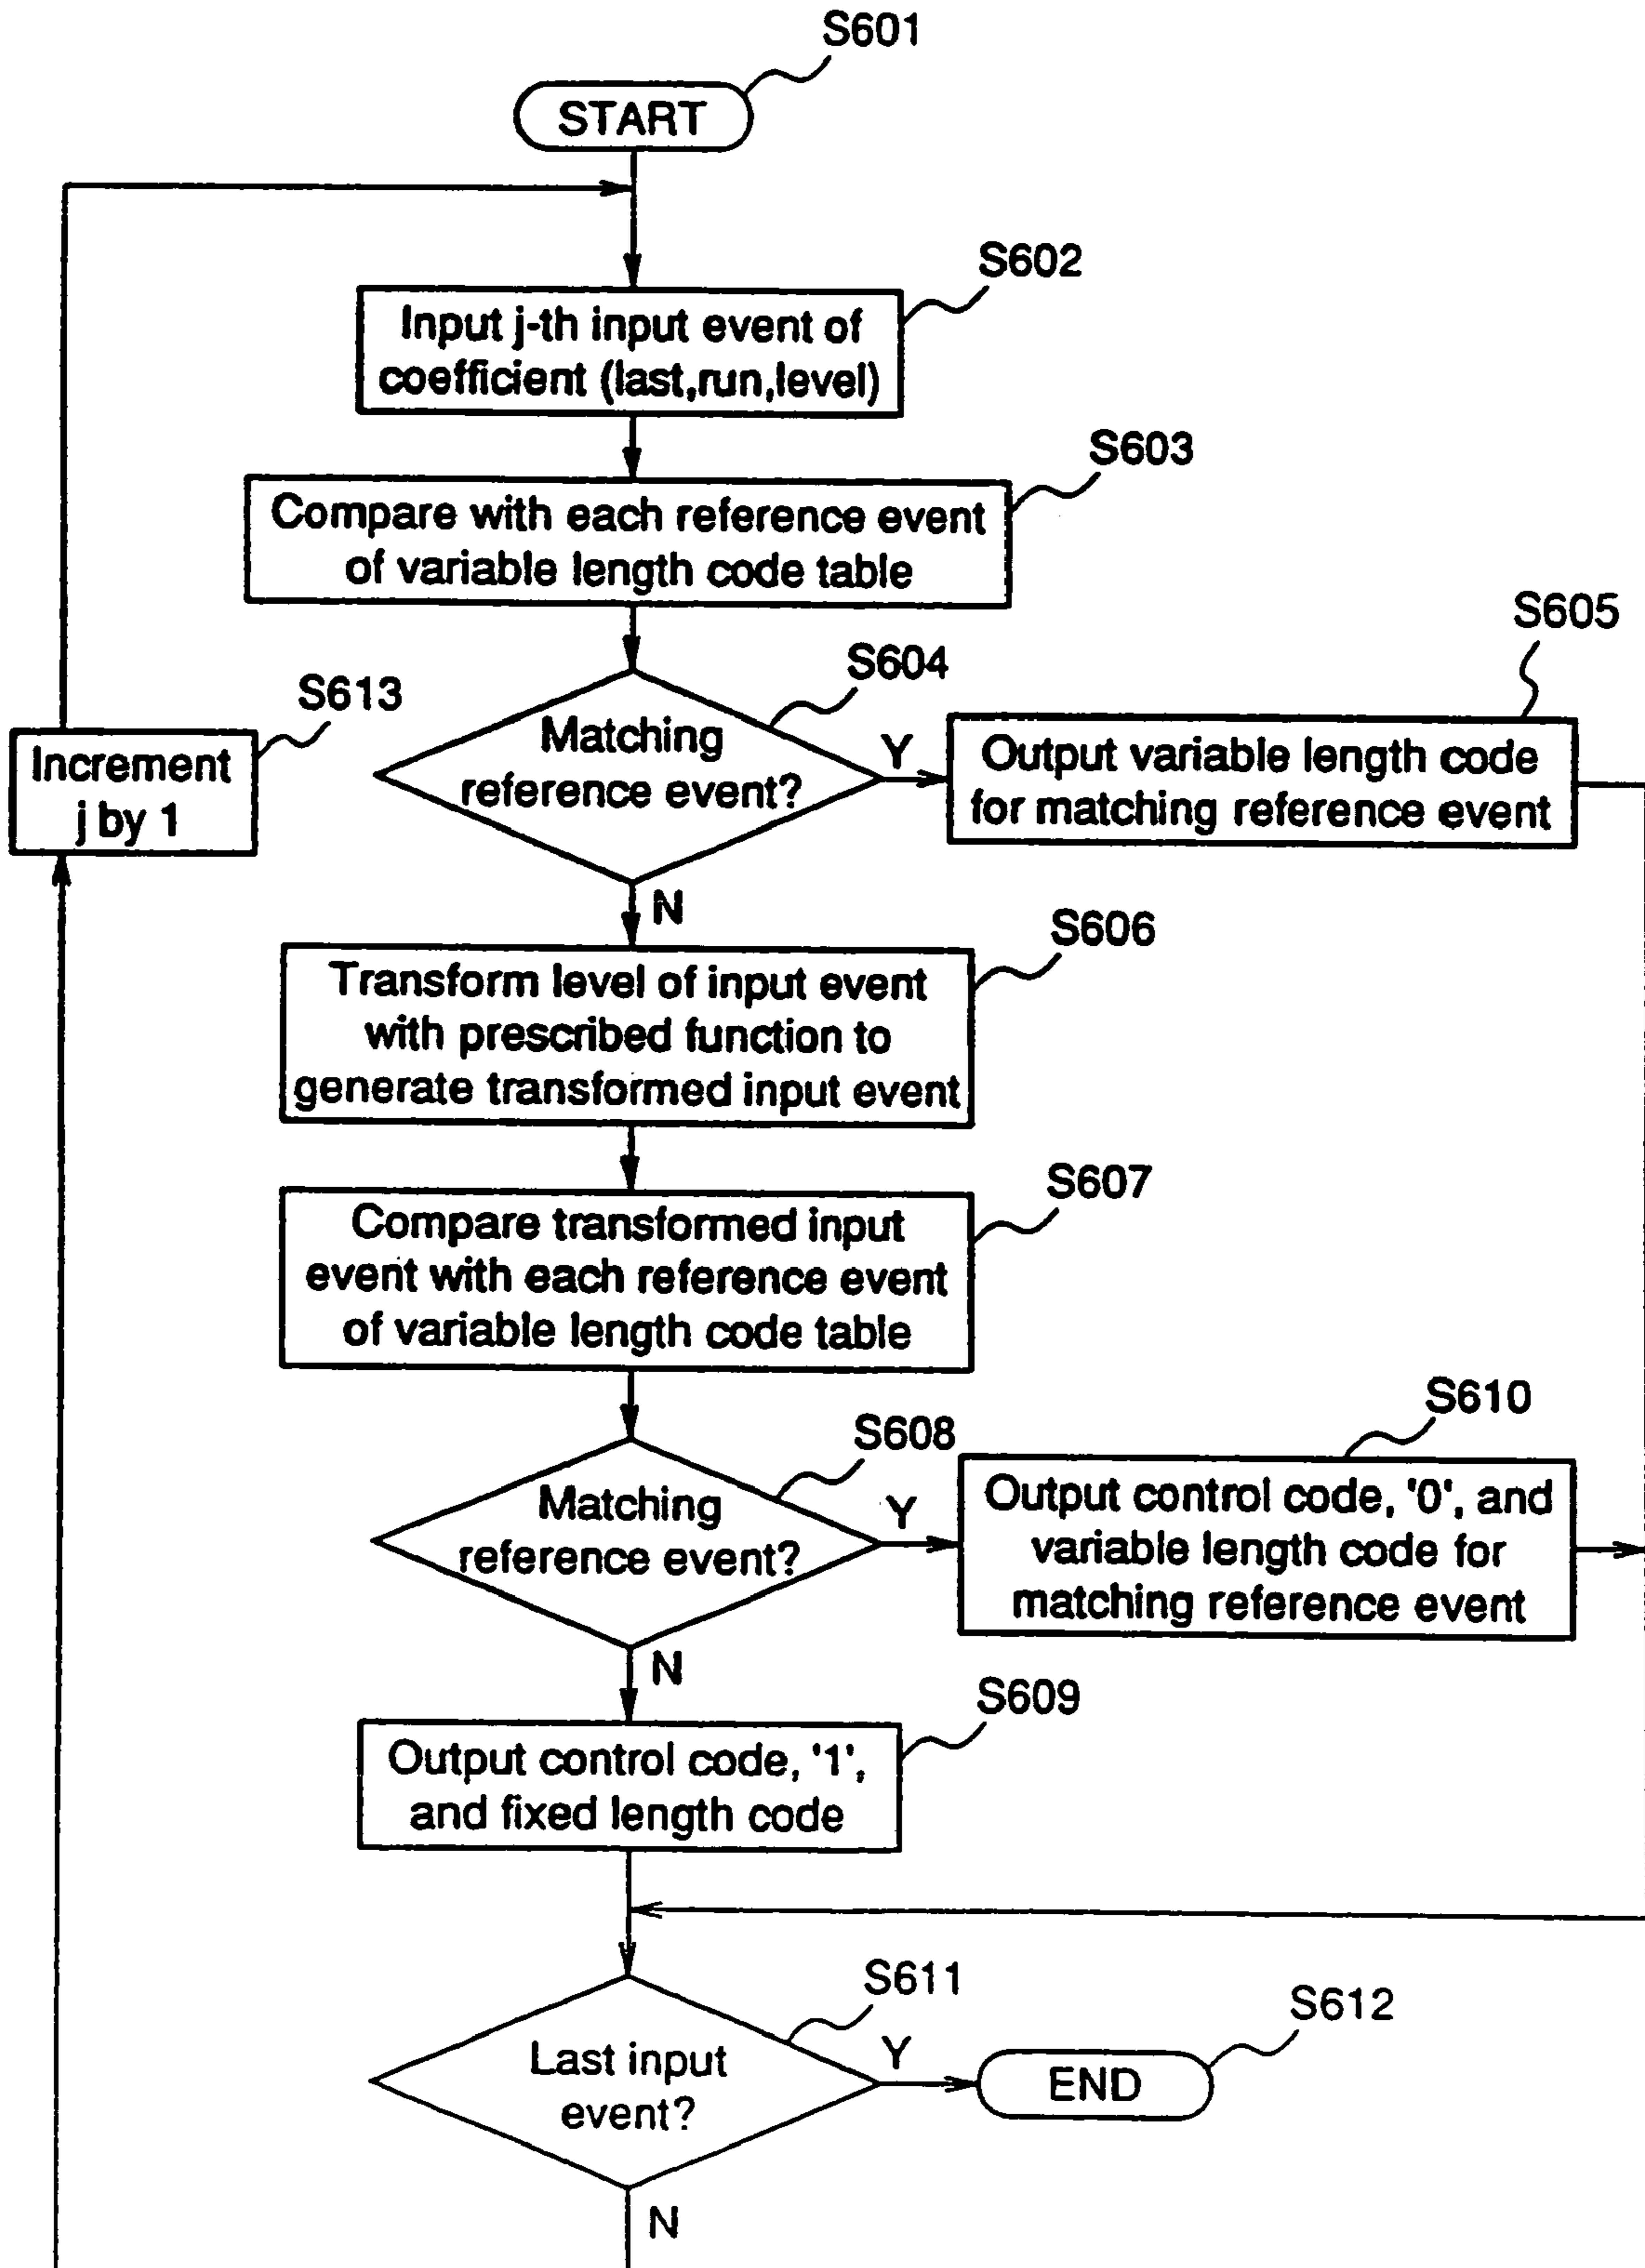 S601
START
S602
Input j-th input event of
coefficient (last,run,level)
S603
Compare with each reference event
of variable length code table
S604
Matching
reference event?
Y
N
S605
Output variable length code
for matching reference event
S613
Increment
j by 1
S606
Transform level of input event
with prescribed function to
generate transformed input event
S607
Compare transformed input
event with each reference event
of variable length code table
S608
Matching
reference event?
Y
N
S610
Output control code, '0', and
variable length code for
matching reference event
S609
Output control code, '1',
and fixed length code
S611
Last input
event?
Y
N
S612
END